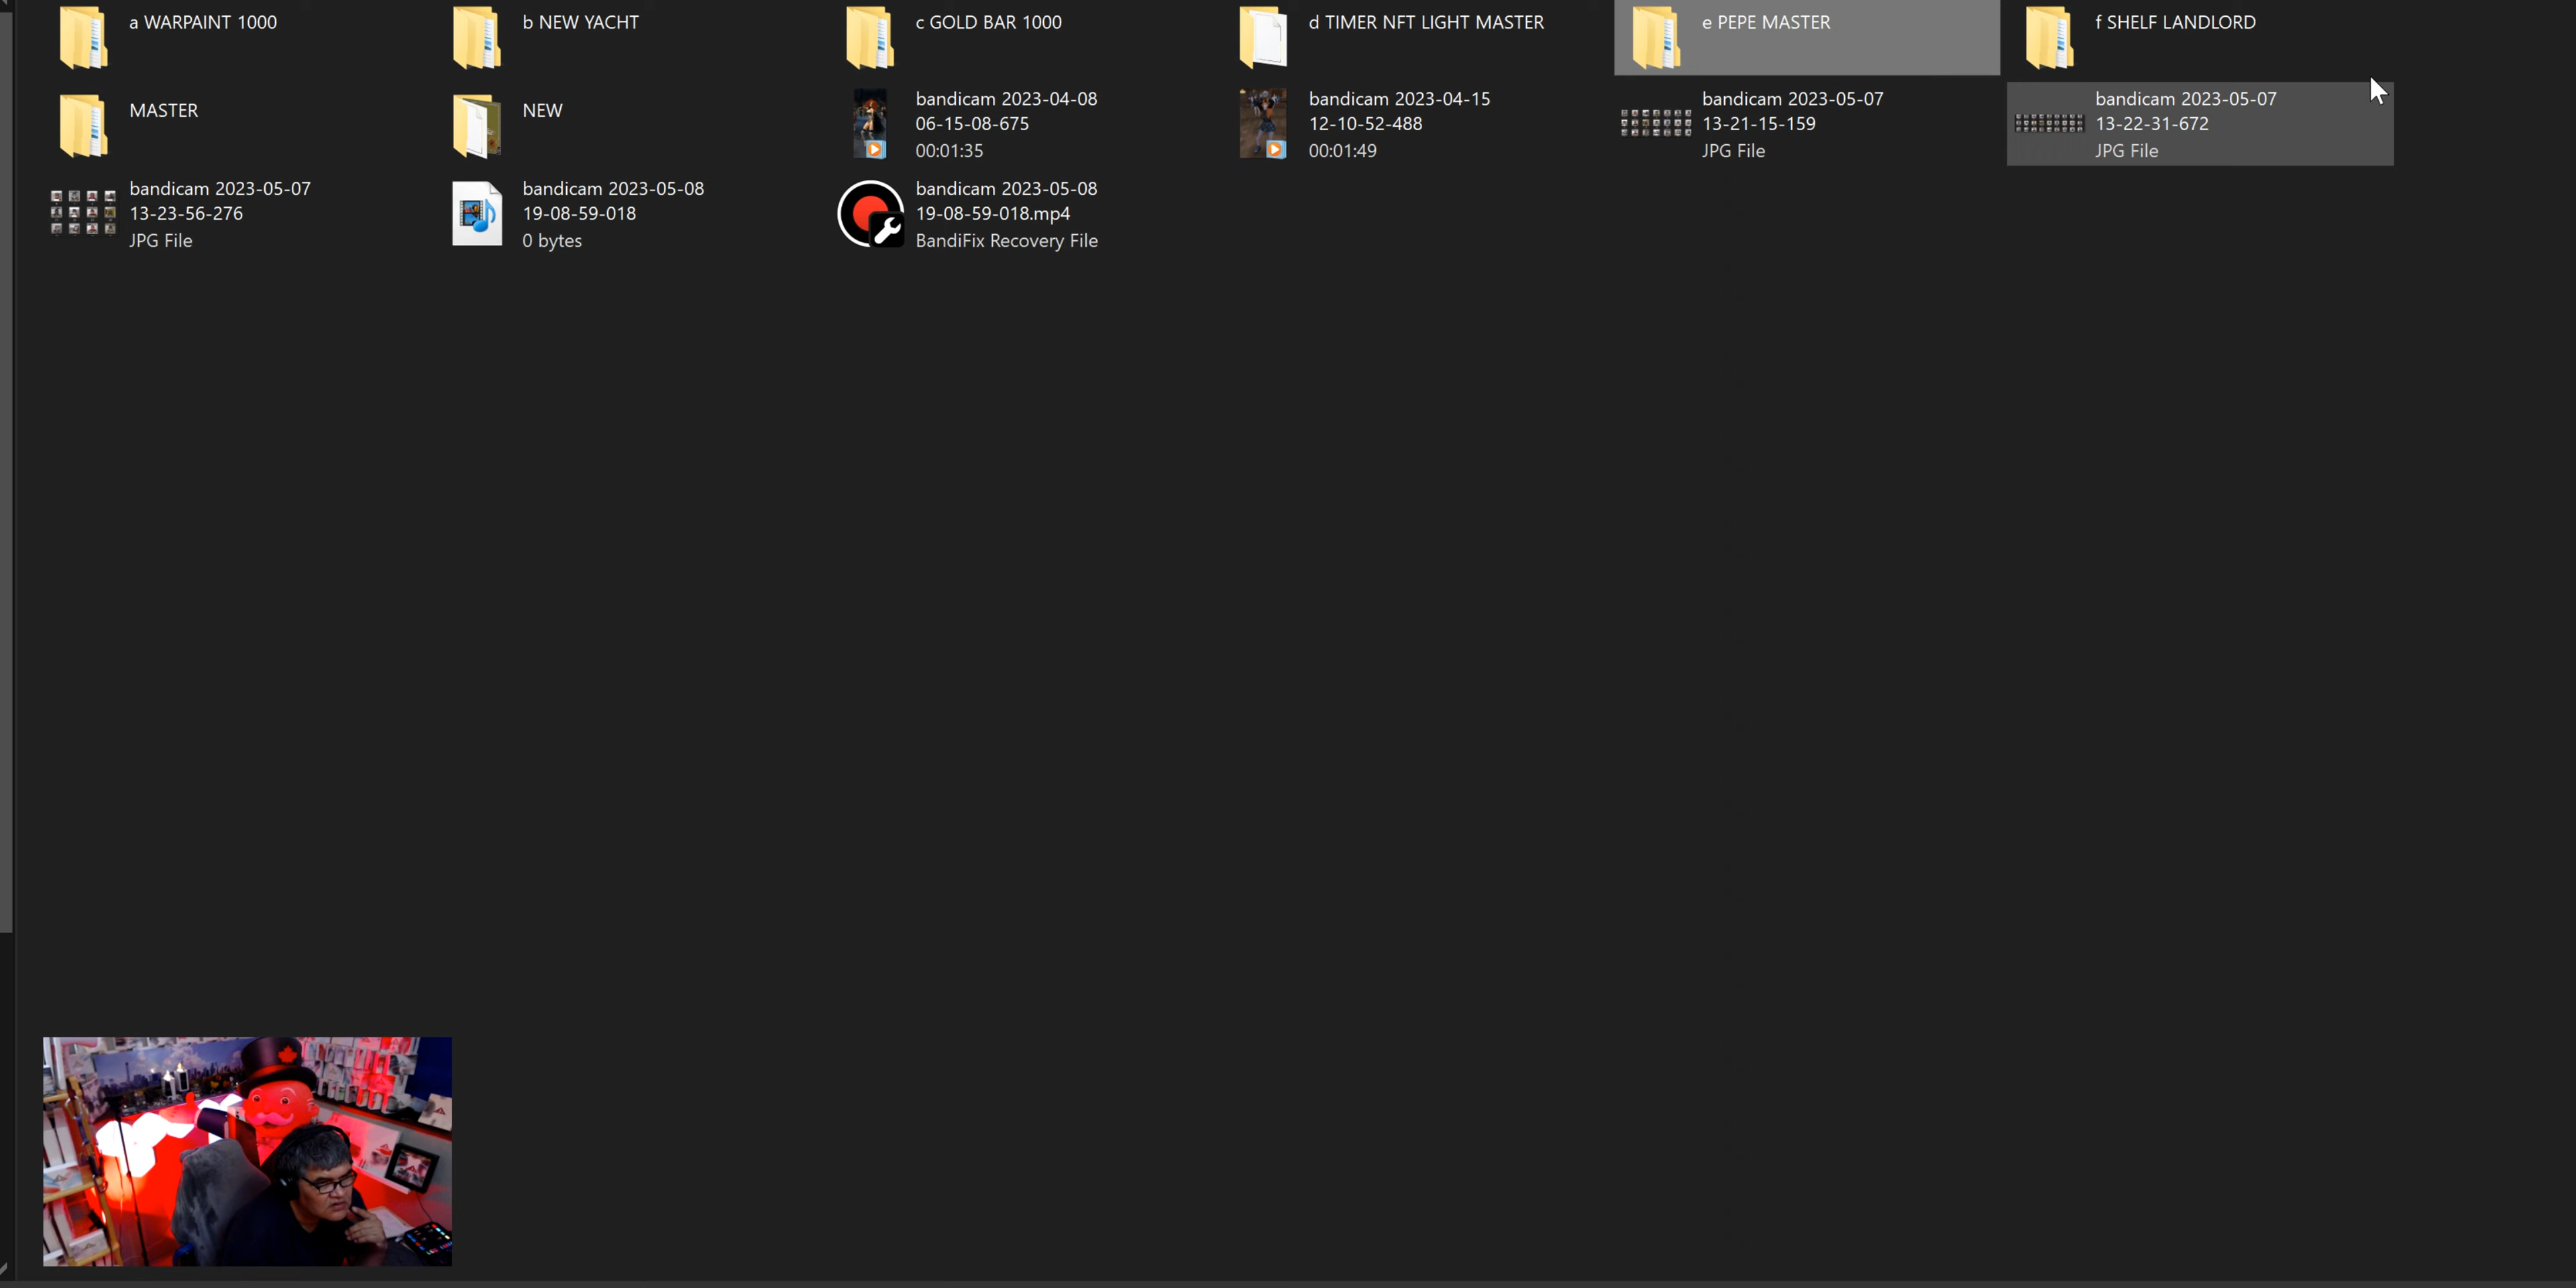 a WARPAINT 1000
b NEW YACHT
c GOLD BAR 1000
d TIMER NFT LIGHT MASTER
e PEPE MASTER
f SHELF LANDLORD
MASTER
NEW
bandicam 2023-04-08
06-15-08-675
00:01:35
bandicam 2023-04-15
12-10-52-488
00:01:49
bandicam 2023-05-07
13-21-15-159
JPG File
bandicam 2023-05-07
13-22-31-672
JPG File
bandicam 2023-05-07
13-23-56-276
JPG File
bandicam 2023-05-08
19-08-59-018
0 bytes
bandicam 2023-05-08
19-08-59-018.mp4
BandiFix Recovery File